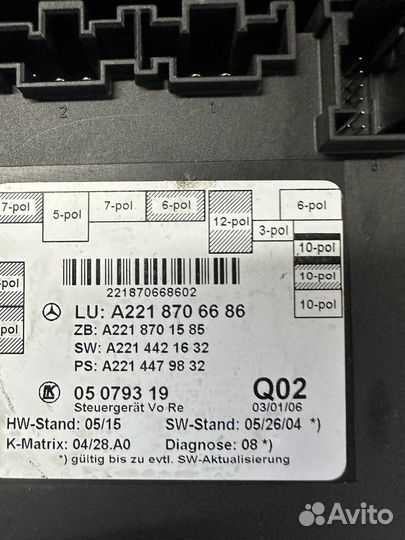 2
1
7-pol
5-pol
7-pol
6-pol
12-pol
3-pol
6-pol
10-pol
10-pol
10-pol
-pol
-pol
221870668602
LU: A221 870 66 86
ZB: A221 870 15 85
SW: A221 442 16 32
PS: A221 447 98 32
05 0793 19
Q02
Steuergerät Vo Re
03/01/06
HW-Stand: 05/15
SW-Stand: 05/26/04 *)
K-Matrix: 04/28.A0
Diagnose: 08 *)
*) gültig bis zu evtl. SW-Aktualisierung
Avito